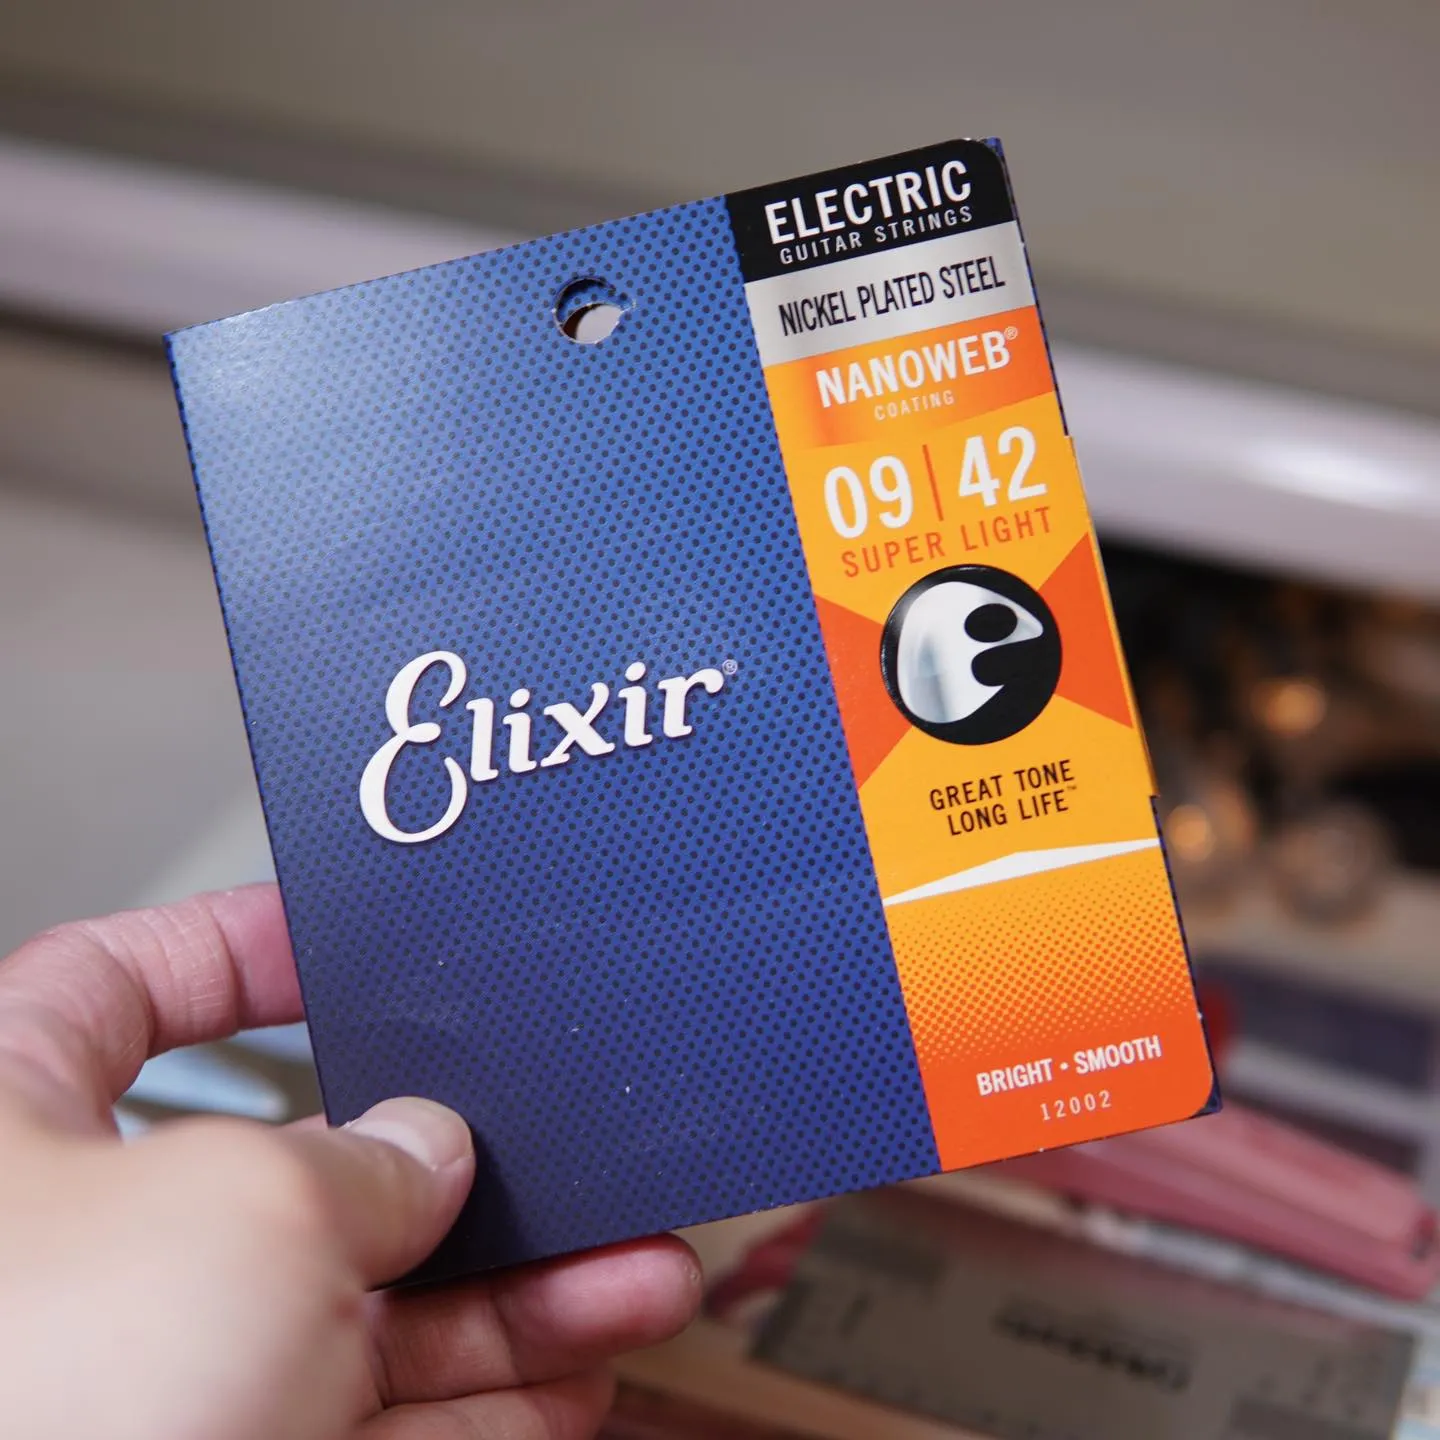 ELECTRIC
GUITAR STRINGS
NICKEL PLATED STEEL
NANOWEB®
COATING
09 | 42
SUPER LIGHT
Elixir®
GREAT TONE
LONG LIFE™
BRIGHT • SMOOTH
12002